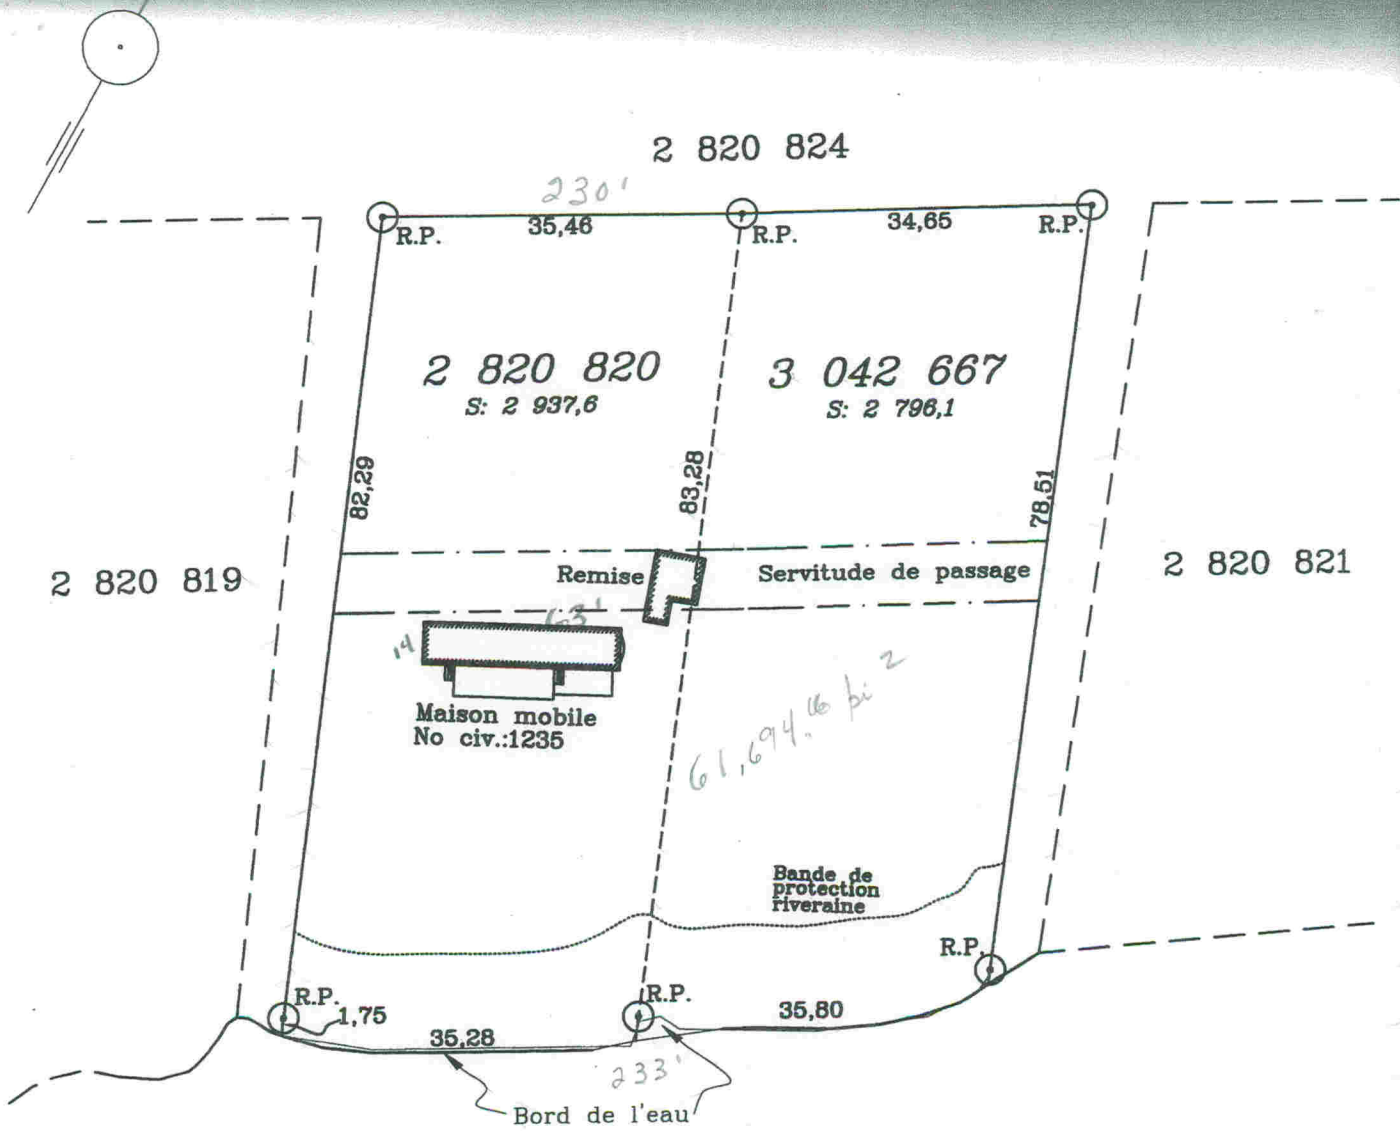 2 820 824
230'
35,46
34,65
R.P.
R.P.
R.P.
2 820 820
S: 2 937,6
3 042 667
S: 2 796,1
82,29
83,28
78,51
2 820 819
Remise
Servitude de passage
2 820 821
63'
14
Maison mobile
No civ.:1235
61,694.16 pi²
Bande de
protection
riveraine
R.P.
R.P.
R.P.
1,75
35,28
35,80
233'
Bord de l'eau